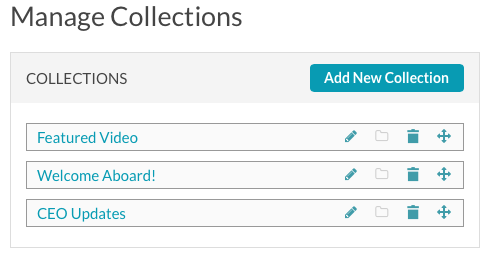 Manage Collections
COLLECTIONS
Add New Collection
Featured Video
Welcome Aboard!
CEO Updates